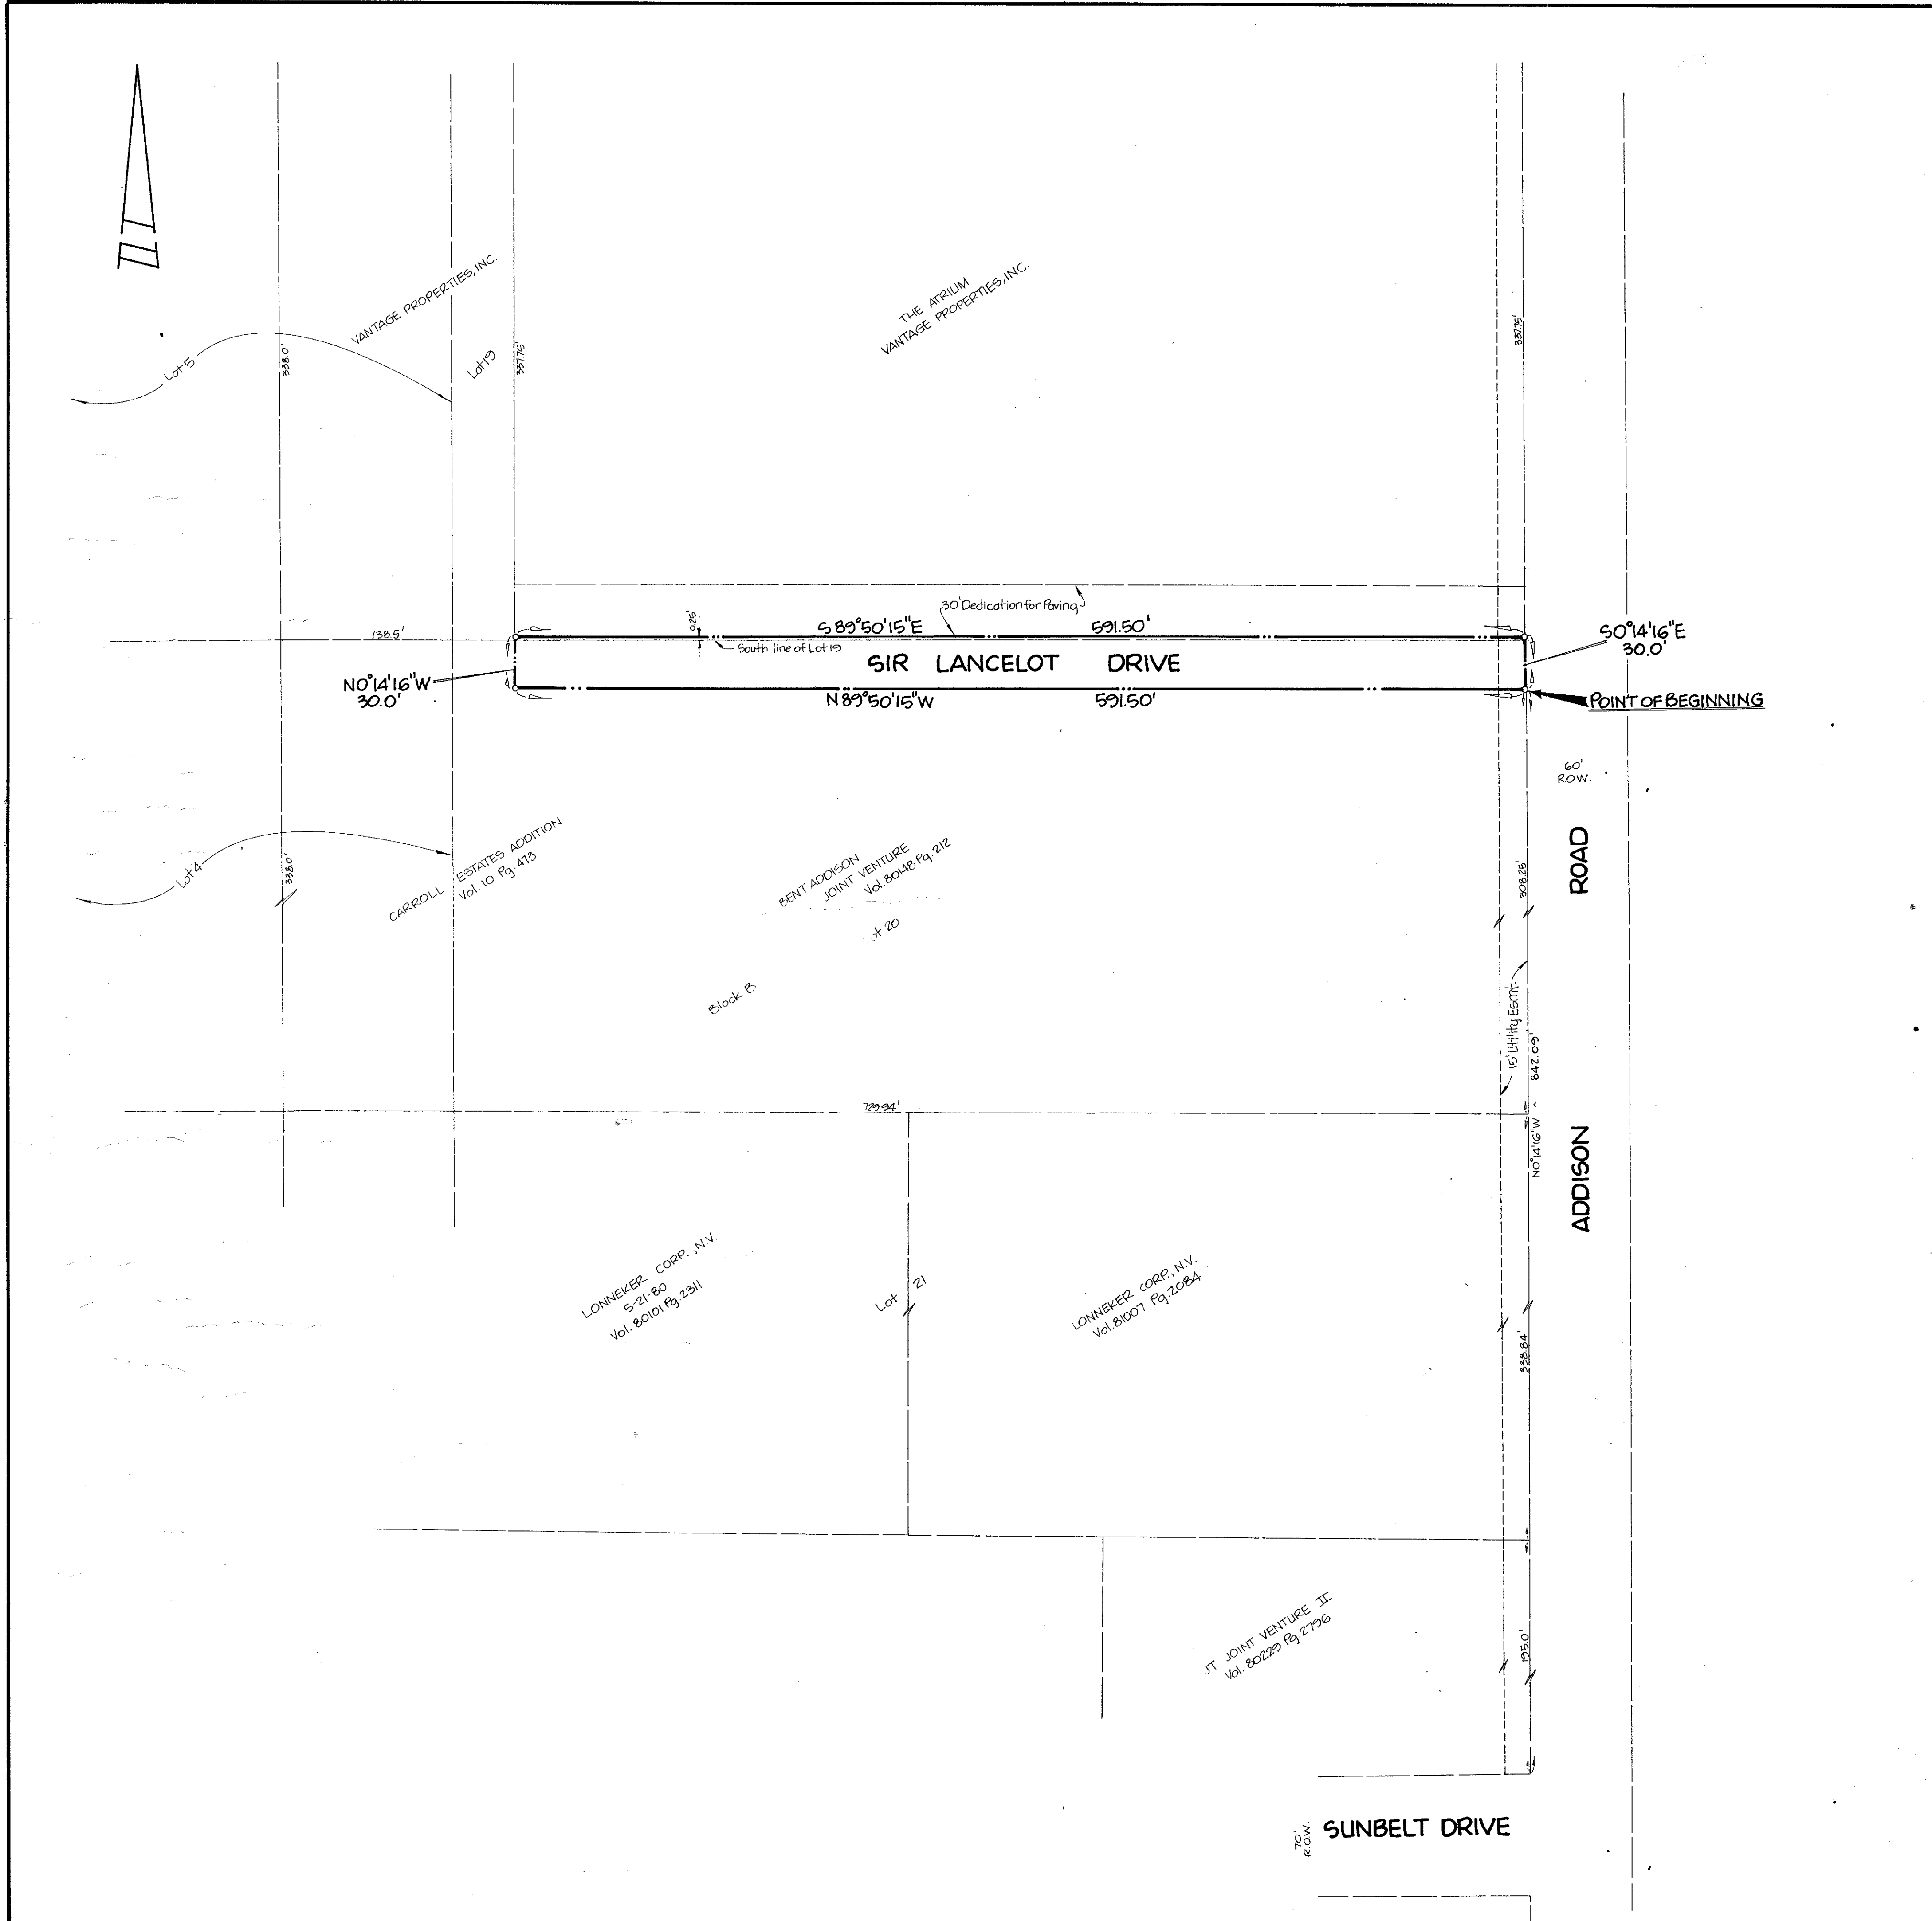 VANTAGE PROPERTIES, INC.
THE ATRIUM
VANTAGE PROPERTIES, INC.
Lot 5
338.0'
Lot 19
337.75'
337.75'
138.5'
0.25'
30' Dedication for Paving
S 89°50'15"E 591.50'
South line of Lot 19
SIR LANCELOT DRIVE
S0°14'16"E
30.0'
N0°14'16"W
30.0'
N 89°50'15"W 591.50'
POINT OF BEGINNING
60'
R.O.W.
Lot 4
338.0'
CARROLL ESTATES ADDITION
Vol. 10 Pg. 473
BENT ADDISON
JOINT VENTURE
Vol. 80148 Pg. 212
ot 20
Block B
308.25'
ADDISON ROAD
15' Utility Esmt.
N0°14'16"W ~ 842.09'
729.94'
LONNEKER CORP., N.V.
5-21-80
Vol. 80101 Pg. 2311
Lot 21
LONNEKER CORP., N.V.
Vol. 81007 Pg. 2084
338.84'
JT JOINT VENTURE II
Vol. 80229 Pg. 2796
195.0'
70'
R.O.W.
SUNBELT DRIVE